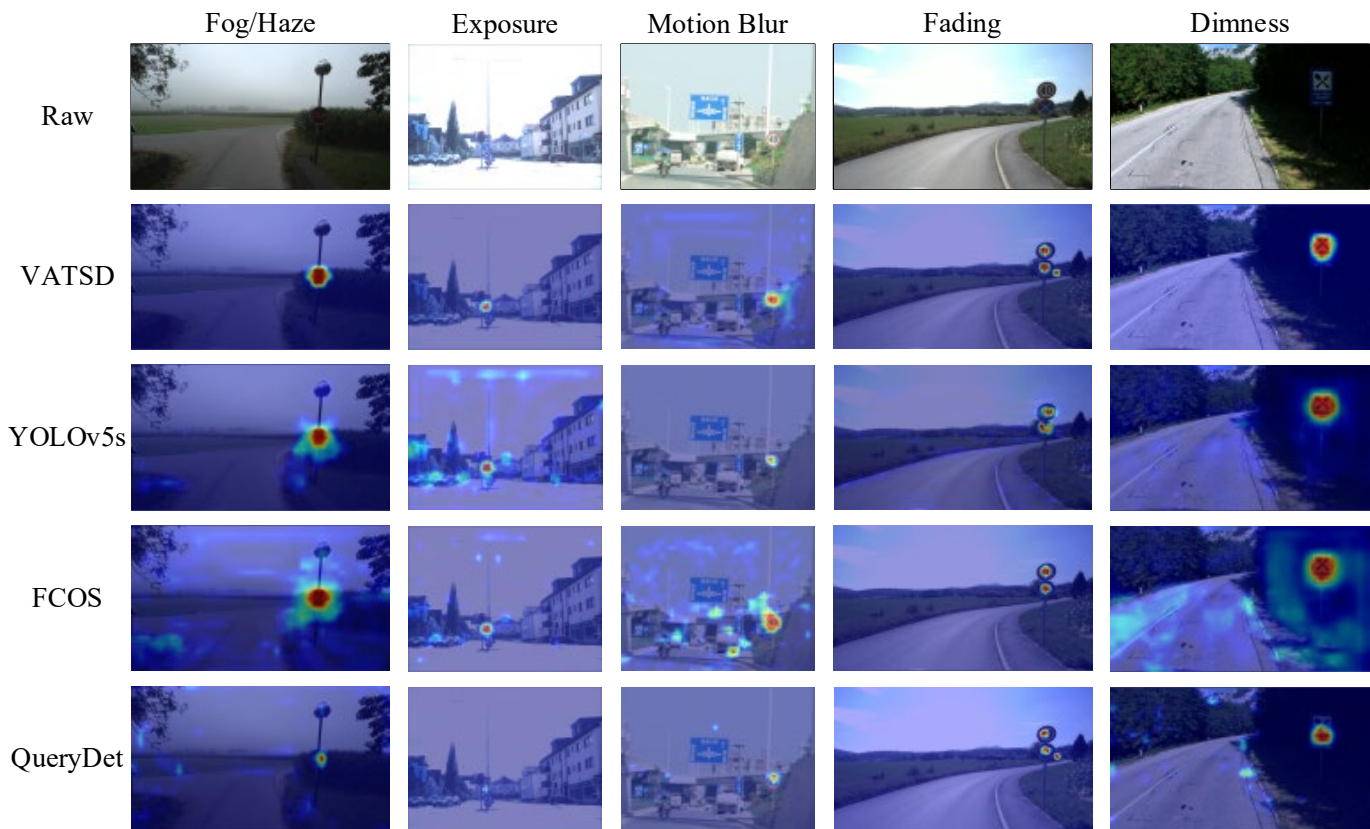 Fog/Haze Exposure Motion Blur Fading Dimness
Raw
VATSD
YOLOv5s
FCOS
QueryDet